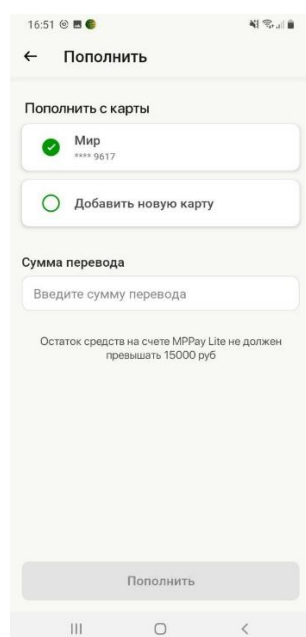 16:51
Пополнить
Пополнить с карты
Мир
**** 9617
Добавить новую карту
Сумма перевода
Введите сумму перевода
Остаток средств на счете MPPay Lite не должен
превышать 15000 руб
Пополнить